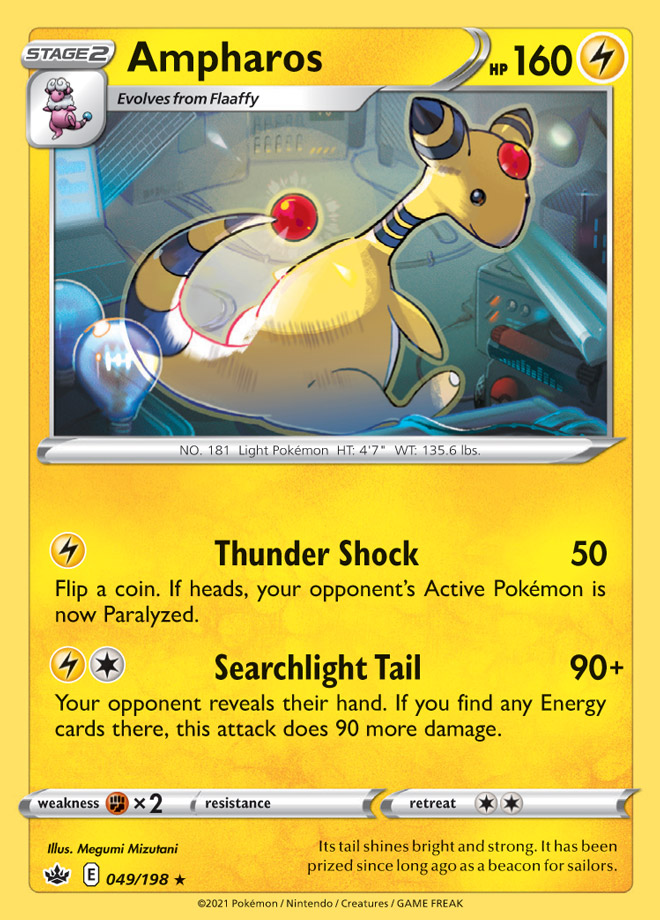 STAGE2
Ampharos
HP 160
Evolves from Flaaffy
NO. 181 Light Pokémon HT: 4'7" WT: 135.6 lbs.
Thunder Shock 50
Flip a coin. If heads, your opponent's Active Pokémon is
now Paralyzed.
Searchlight Tail 90+
Your opponent reveals their hand. If you find any Energy
cards there, this attack does 90 more damage.
weakness ×2 resistance retreat
Illus. Megumi Mizutani
Its tail shines bright and strong. It has been
prized since long ago as a beacon for sailors.
E 049/198 ★
©2021 Pokémon / Nintendo / Creatures / GAME FREAK